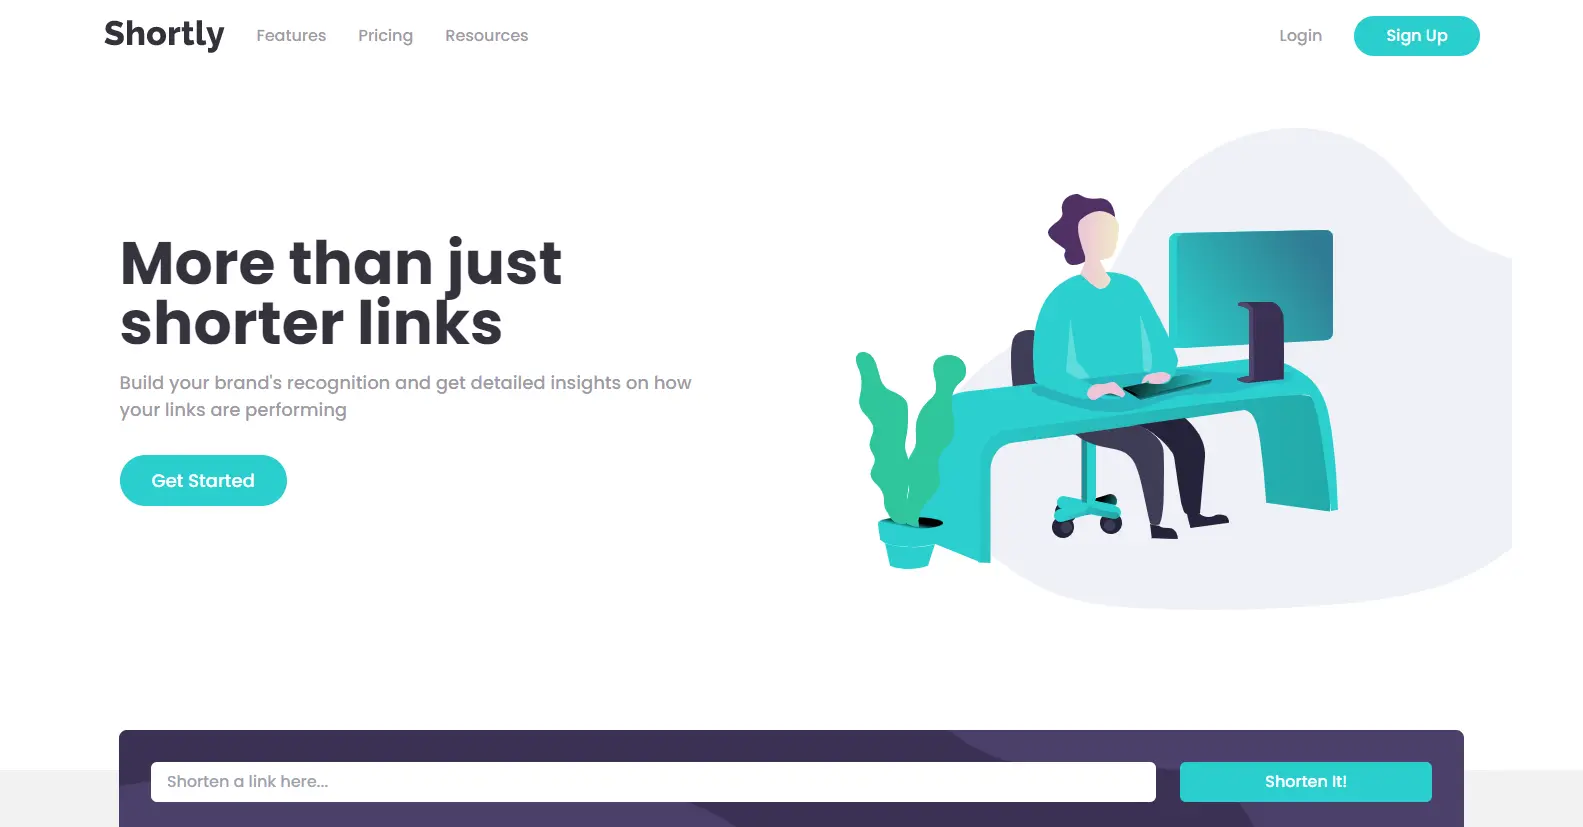 Shortly
Features
Pricing
Resources
Login
Sign Up
More than just
shorter links
Build your brand's recognition and get detailed insights on how
your links are performing
Get Started
Shorten a link here...
Shorten It!